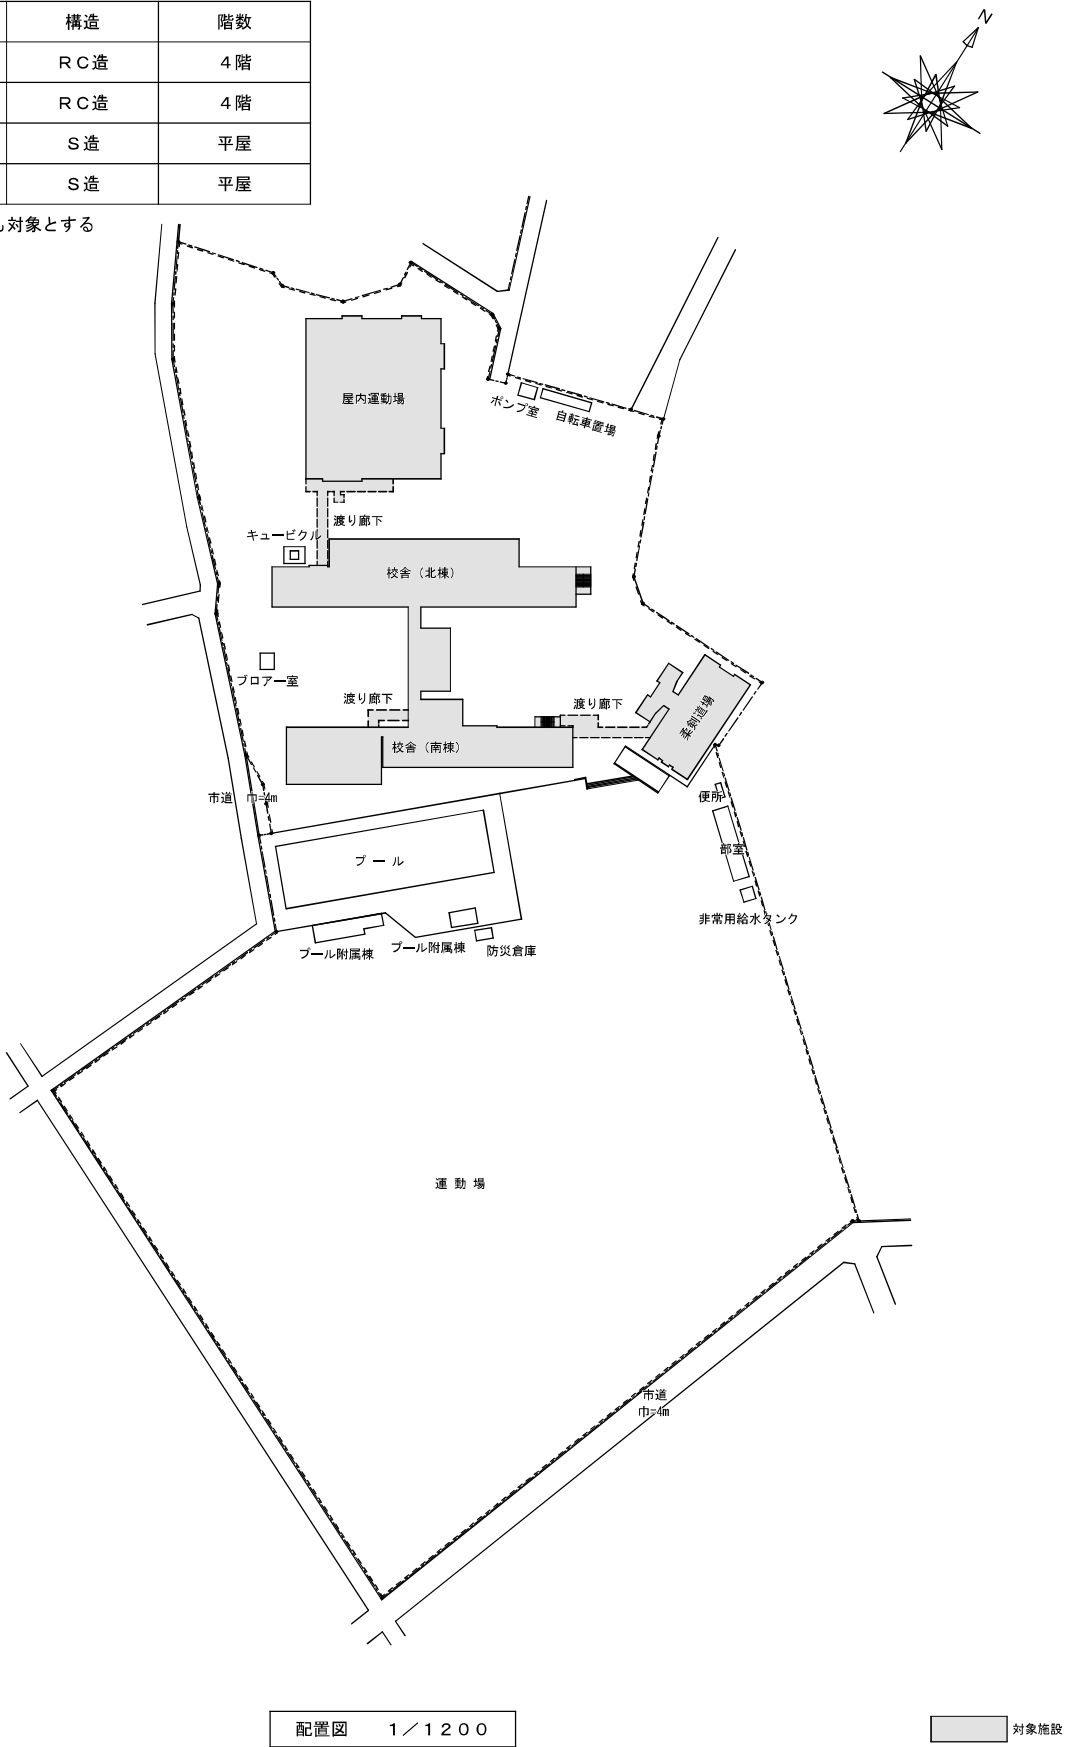 構造 階数
ＲＣ造 ４階
ＲＣ造 ４階
Ｓ造 平屋
Ｓ造 平屋
対象とする
N
屋内運動場
ポンプ室
自転車置場
渡り廊下
キュービクル
校舎（北棟）
ブロアー室
渡り廊下
渡り廊下
柔剣道場
校舎（南棟）
市道 巾=4m
便所
プール
部室
非常用給水タンク
プール附属棟
プール附属棟
防災倉庫
運動場
市道
巾=4m
配置図 １／１２００
対象施設